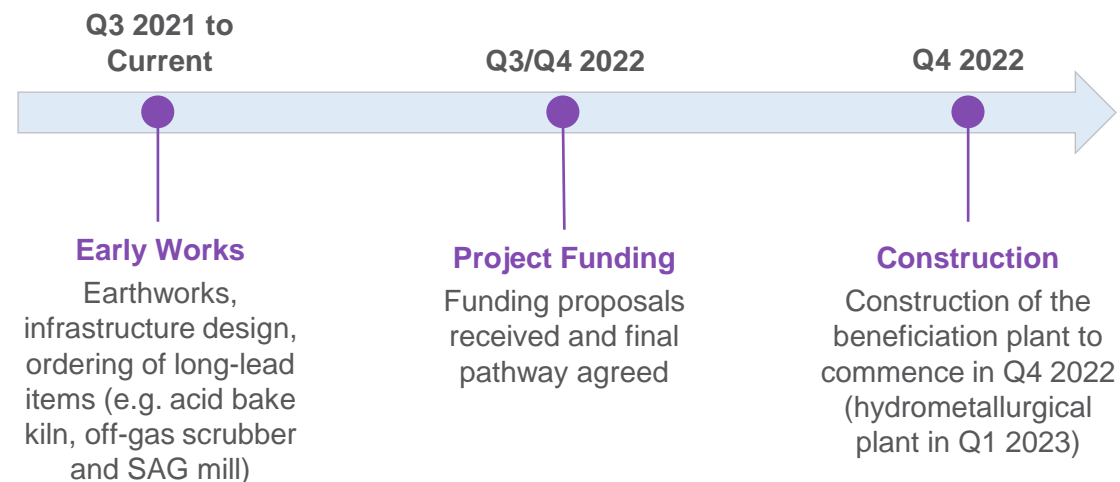 Q3 2021 to
Current
Q3/Q4 2022
Q4 2022
Early Works
Earthworks,
infrastructure design,
ordering of long-lead
items (e.g. acid bake
kiln, off-gas scrubber
and SAG mill)
Project Funding
Funding proposals
received and final
pathway agreed
Construction
Construction of the
beneficiation plant to
commence in Q4 2022
(hydrometallurgical
plant in Q1 2023)